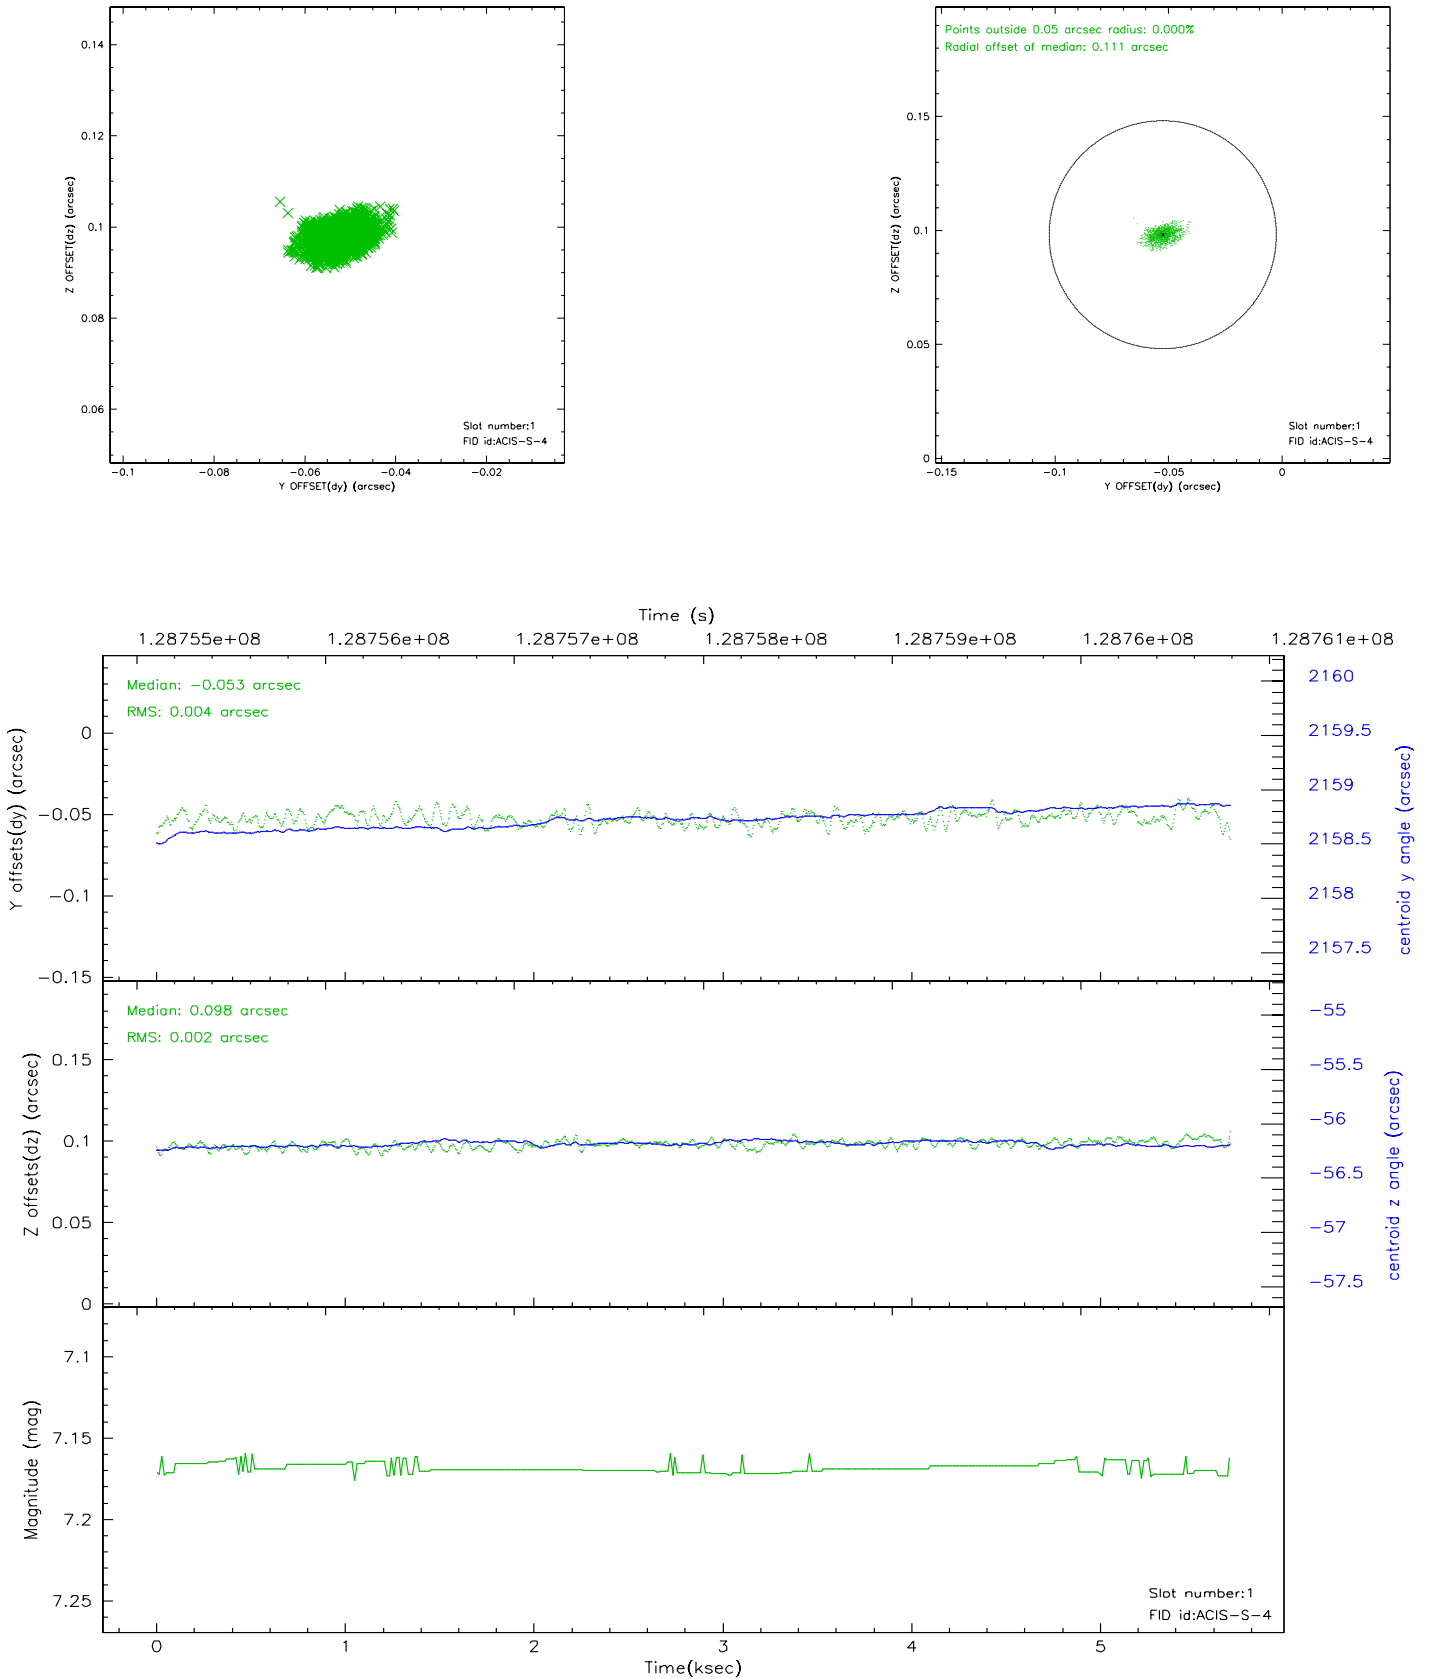 0.14
0.12
0.1
0.08
0.06
Z OFFSET(dz) (arcsec)
Slot number:1
FID id:ACIS-S-4
-0.1 -0.08 -0.06 -0.04 -0.02
Y OFFSET(dy) (arcsec)
Points outside 0.05 arcsec radius: 0.000%
Radial offset of median: 0.111 arcsec
0.15
0.1
0.05
0
Z OFFSET(dz) (arcsec)
Slot number:1
FID id:ACIS-S-4
-0.15 -0.1 -0.05 0
Y OFFSET(dy) (arcsec)
Time (s)
1.28755e+08 1.28756e+08 1.28757e+08 1.28758e+08 1.28759e+08 1.2876e+08 1.28761e+08
Median: -0.053 arcsec
RMS: 0.004 arcsec
0
-0.05
-0.1
-0.15
Y offsets(dy) (arcsec)
2160
2159.5
2159
2158.5
2158
2157.5
centroid y angle (arcsec)
Median: 0.098 arcsec
RMS: 0.002 arcsec
0.15
0.1
0.05
0
Z offsets(dz) (arcsec)
-55
-55.5
-56
-56.5
-57
-57.5
centroid z angle (arcsec)
7.1
7.15
7.2
7.25
Magnitude (mag)
Slot number:1
FID id:ACIS-S-4
0 1 2 3 4 5
Time(ksec)